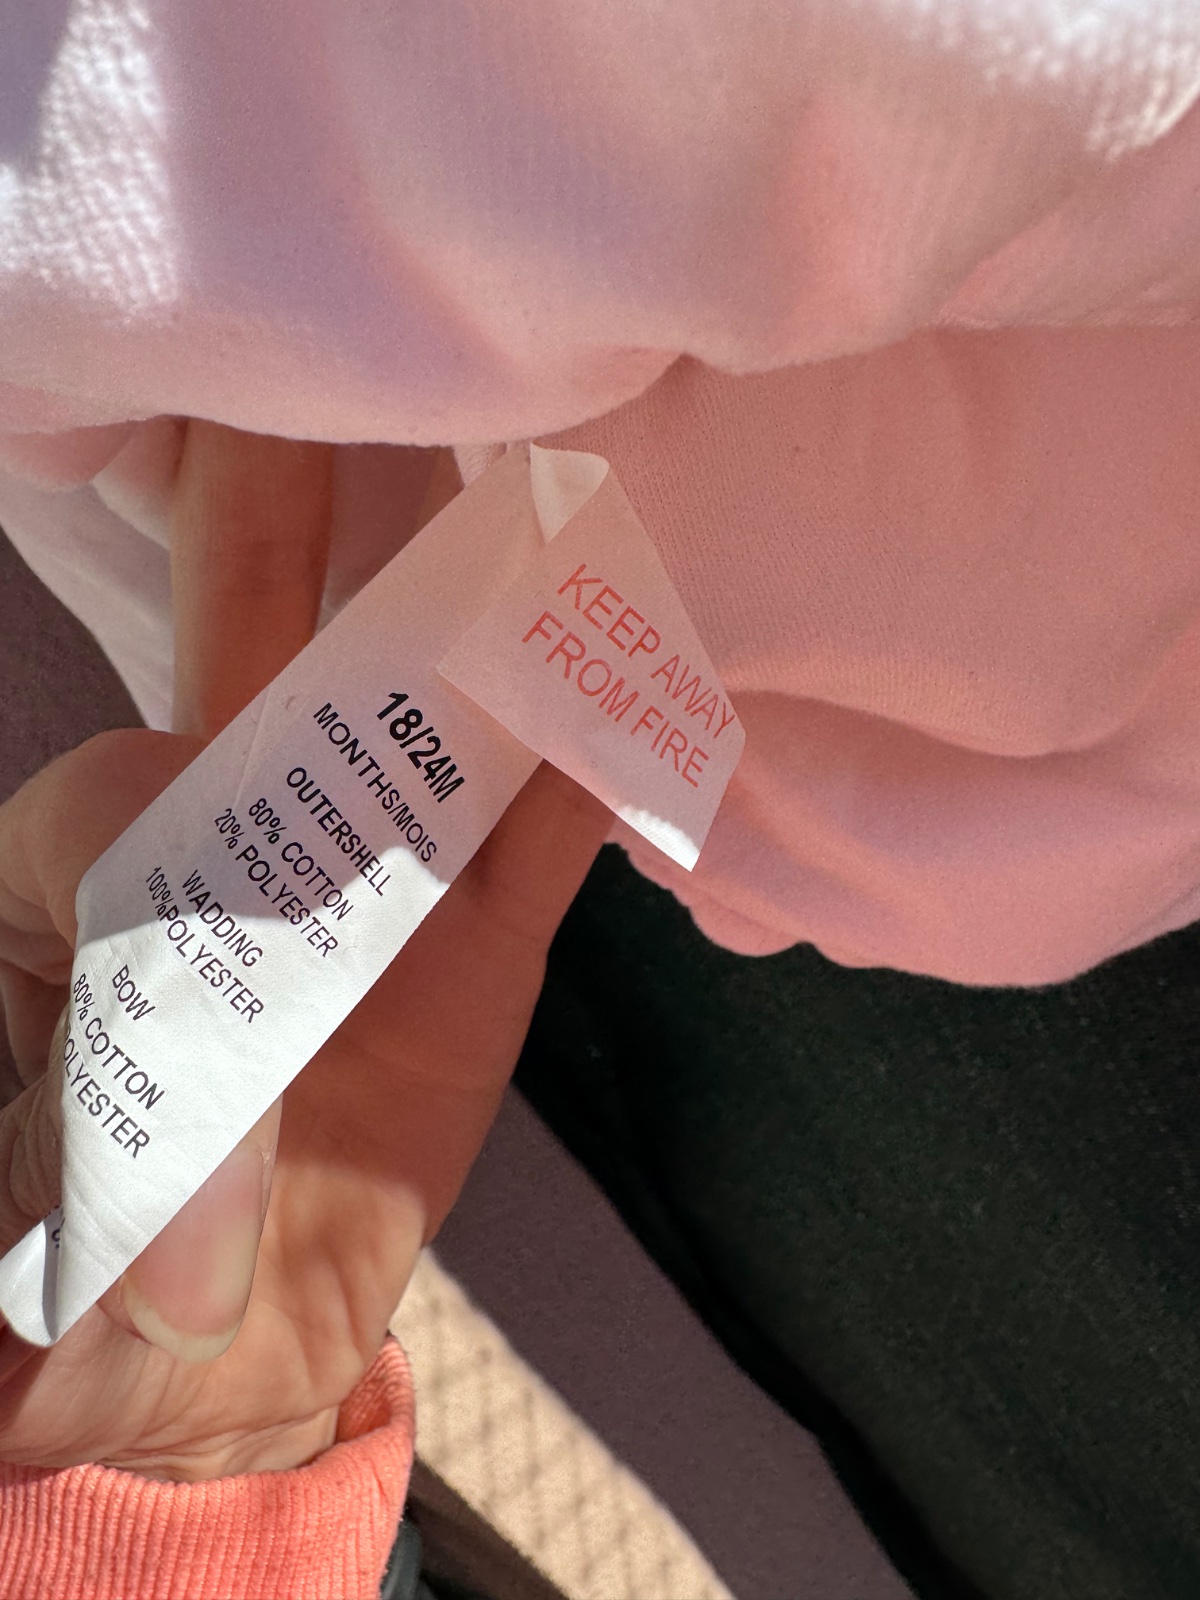 KEEP AWAY
FROM FIRE
18/24M
MONTHS/MOIS
OUTERSHELL
80% COTTON
20% POLYESTER
WADDING
100%POLYESTER
BOW
80% COTTON
POLYESTER